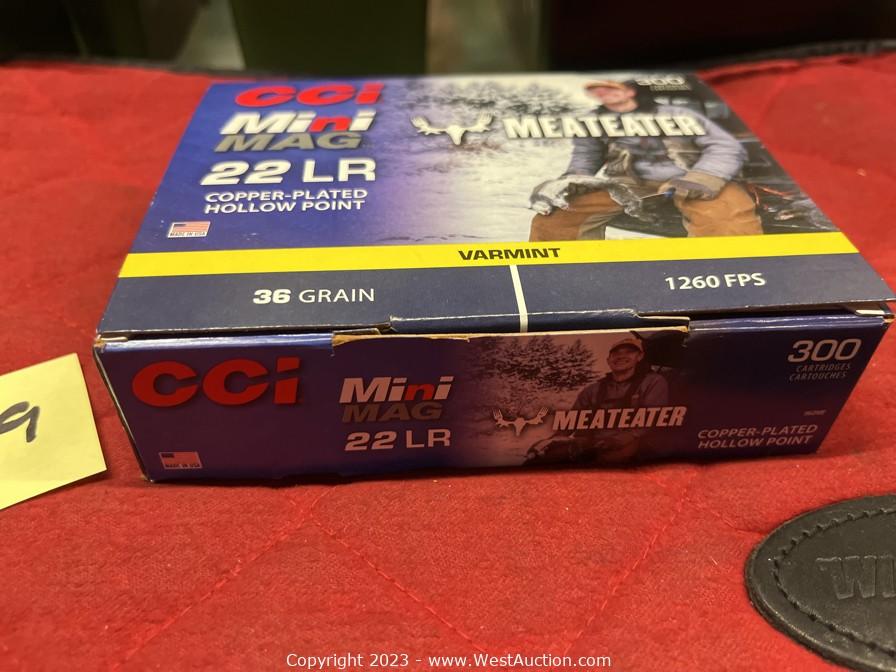 CCi
Mini
MAG
22 LR
COPPER-PLATED
HOLLOW POINT
MADE IN USA
300
MEATEATER
VARMINT
36 GRAIN
1260 FPS
CCi
Mini
MAG
22 LR
MADE IN USA
MEATEATER
300
CARTRIDGES
CARTOUCHES
COPPER-PLATED
HOLLOW POINT
9
Copyright 2023 - www.WestAuction.com